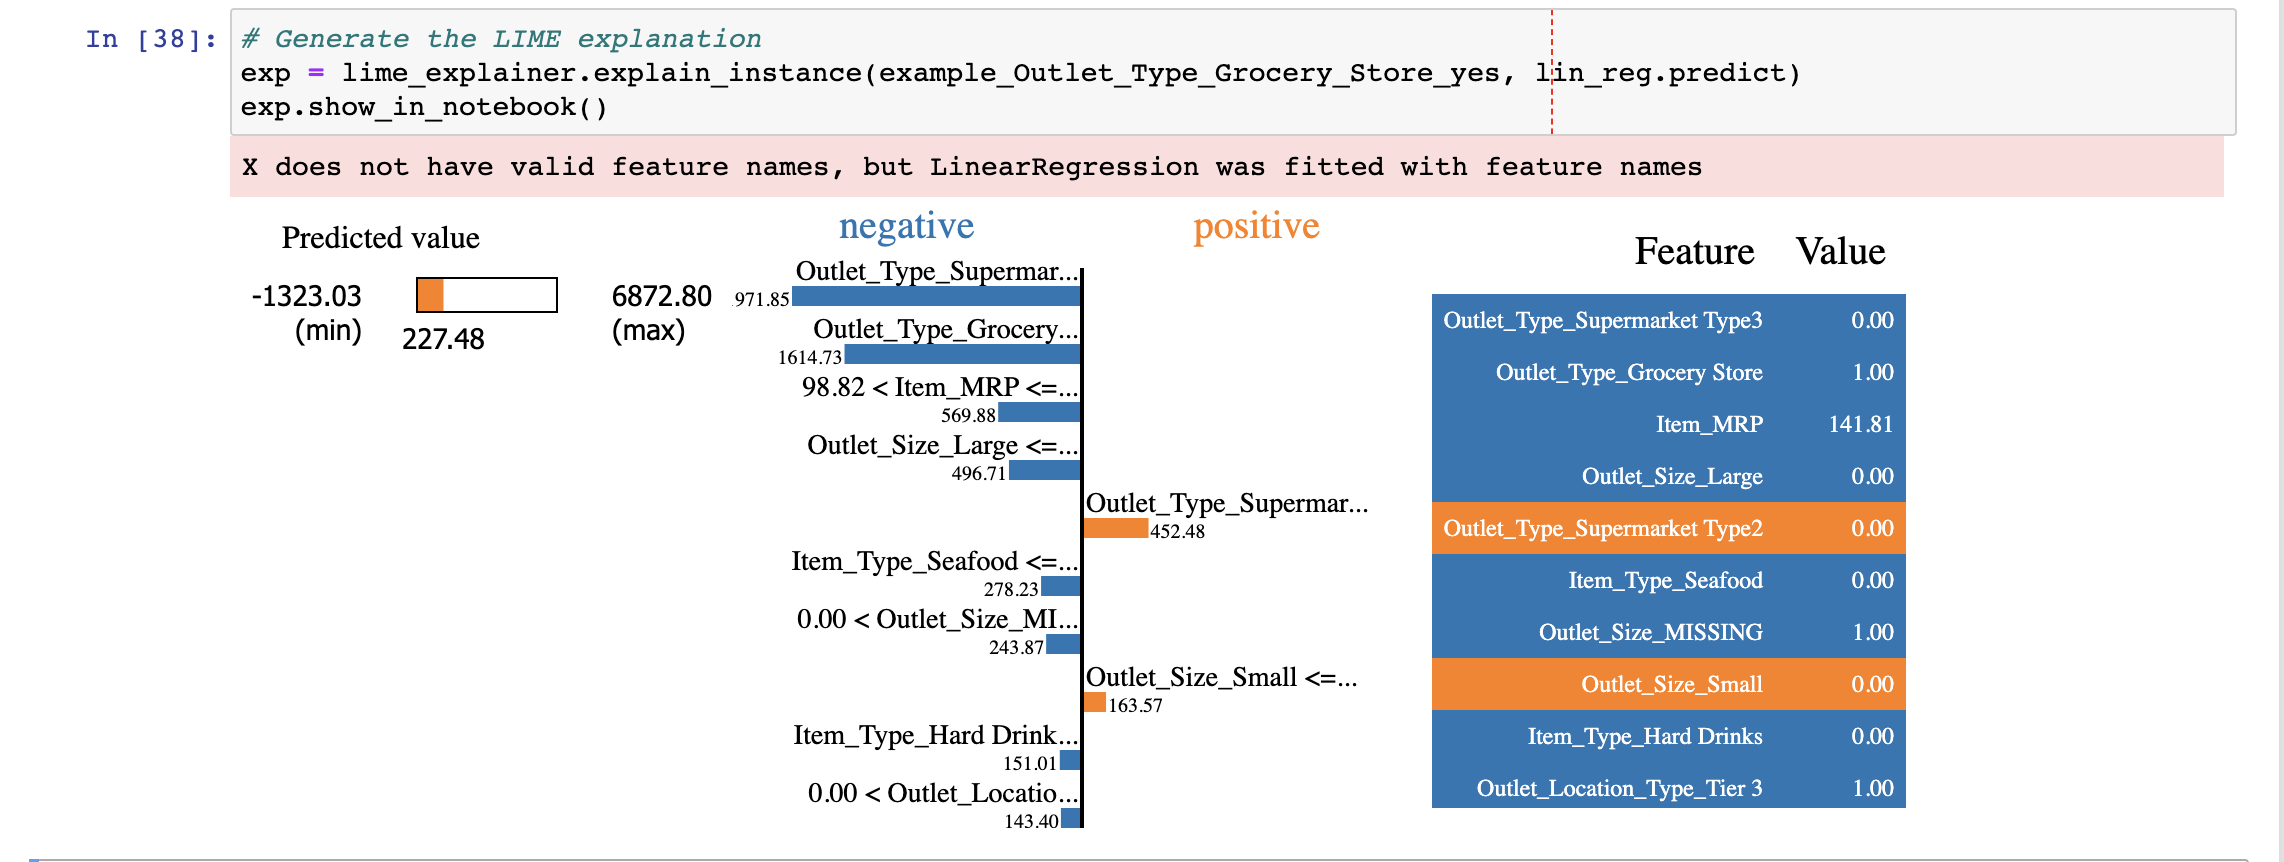 In [38]:
# Generate the LIME explanation
exp = lime_explainer.explain_instance(example_Outlet_Type_Grocery_Store_yes, lin_reg.predict)
exp.show_in_notebook()
X does not have valid feature names, but LinearRegression was fitted with feature names
Predicted value
-1323.03
(min)
227.48
6872.80
(max)
negative
positive
Outlet_Type_Supermar...
971.85
Outlet_Type_Grocery...
1614.73
98.82 < Item_MRP <=...
569.88
Outlet_Size_Large <=...
496.71
Outlet_Type_Supermar...
452.48
Item_Type_Seafood <=...
278.23
0.00 < Outlet_Size_MI...
243.87
Outlet_Size_Small <=...
163.57
Item_Type_Hard Drink...
151.01
0.00 < Outlet_Locatio...
143.40
Feature Value
Outlet_Type_Supermarket Type3 0.00
Outlet_Type_Grocery Store 1.00
Item_MRP 141.81
Outlet_Size_Large 0.00
Outlet_Type_Supermarket Type2 0.00
Item_Type_Seafood 0.00
Outlet_Size_MISSING 1.00
Outlet_Size_Small 0.00
Item_Type_Hard Drinks 0.00
Outlet_Location_Type_Tier 3 1.00